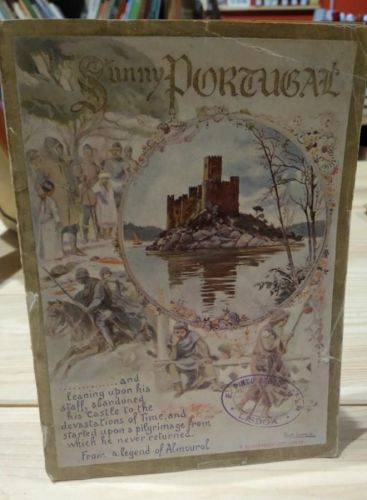 Sunny PORTUGAL
............ and
leaning upon his
staff, abandoned
his Castle to the
devastations of Time, and
started upon a pilgrimage from
which he never returned.
From a legend of Almourol
LISBOA